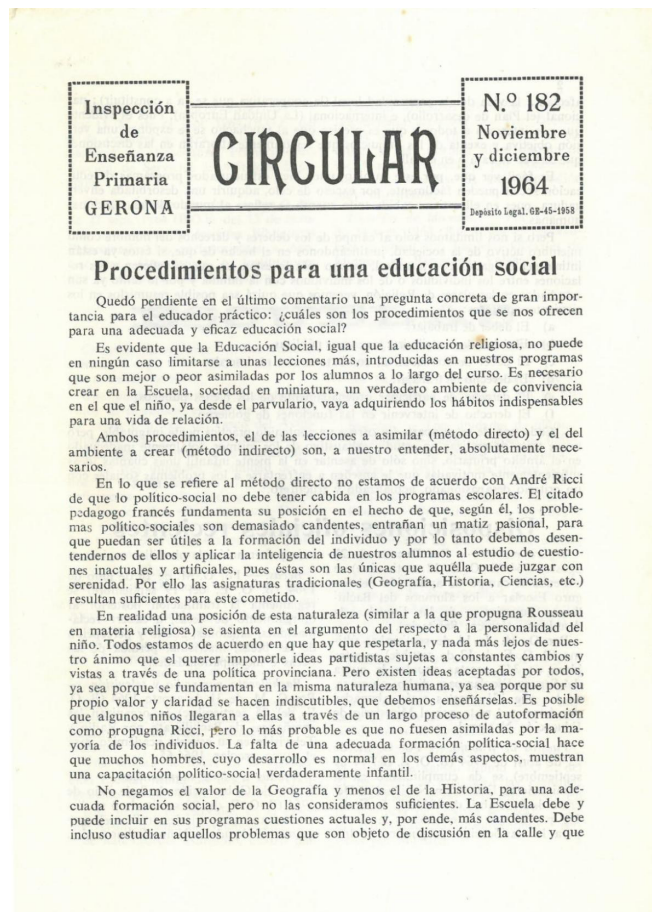 Inspección
de
Enseñanza
Primaria
GERONA
CIRCULAR
N.º 182
Noviembre
y diciembre
1964
Depósito Legal. GE-45-1958
Procedimientos para una educación social
Quedó pendiente en el último comentario una pregunta concreta de gran impor-
tancia para el educador práctico: ¿cuáles son los procedimientos que se nos ofrecen
para una adecuada y eficaz educación social?
Es evidente que la Educación Social, igual que la educación religiosa, no puede
en ningún caso limitarse a unas lecciones más, introducidas en nuestros programas
que son mejor o peor asimiladas por los alumnos a lo largo del curso. Es necesario
crear en la Escuela, sociedad en miniatura, un verdadero ambiente de convivencia
en el que el niño, ya desde el parvulario, vaya adquiriendo los hábitos indispensables
para una vida de relación.
Ambos procedimientos, el de las lecciones a asimilar (método directo) y el del
ambiente a crear (método indirecto) son, a nuestro entender, absolutamente nece-
sarios.
En lo que se refiere al método directo no estamos de acuerdo con André Ricci
de que lo político-social no debe tener cabida en los programas escolares. El citado
pedagogo francés fundamenta su posición en el hecho de que, según él, los proble-
mas político-sociales son demasiado candentes, entrañan un matiz pasional, para
que puedan ser útiles a la formación del individuo y por lo tanto debemos desen-
tendernos de ellos y aplicar la inteligencia de nuestros alumnos al estudio de cuestio-
nes inactuales y artificiales, pues éstas son las únicas que aquélla puede juzgar con
serenidad. Por ello las asignaturas tradicionales (Geografía, Historia, Ciencias, etc.)
resultan suficientes para este cometido.
En realidad una posición de esta naturaleza (similar a la que propugna Rousseau
en materia religiosa) se asienta en el argumento del respecto a la personalidad del
niño. Todos estamos de acuerdo en que hay que respetarla, y nada más lejos de nues-
tro ánimo que el querer imponerle ideas partidistas sujetas a constantes cambios y
vistas a través de una política provinciana. Pero existen ideas aceptadas por todos,
ya sea porque se fundamentan en la misma naturaleza humana, ya sea porque por su
propio valor y claridad se hacen indiscutibles, que debemos enseñárselas. Es posible
que algunos niños llegaran a ellas a través de un largo proceso de autoformación
como propugna Ricci, pero lo más probable es que no fuesen asimiladas por la ma-
yoría de los individuos. La falta de una adecuada formación política-social hace
que muchos hombres, cuyo desarrollo es normal en los demás aspectos, muestran
una capacitación político-social verdaderamente infantil.
No negamos el valor de la Geografía y menos el de la Historia, para una ade-
cuada formación social, pero no las consideramos suficientes. La Escuela debe y
puede incluir en sus programas cuestiones actuales y, por ende, más candentes. Debe
incluso estudiar aquellos problemas que son objeto de discusión en la calle y que